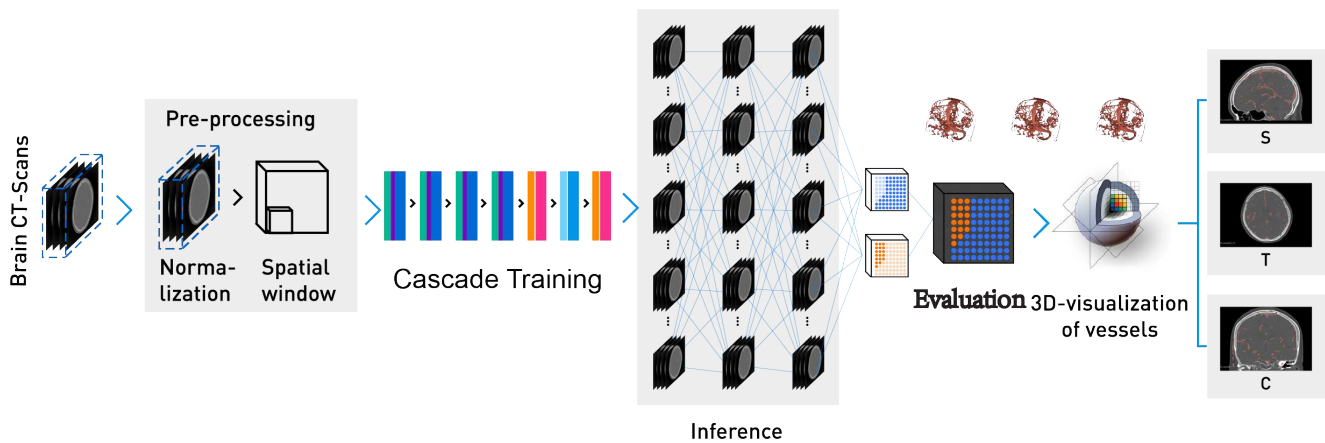 Brain CT-Scans
Pre-processing
Norma-
lization
Spatial
window
Cascade Training
Inference
Evaluation
3D-visualization
of vessels
S
T
C